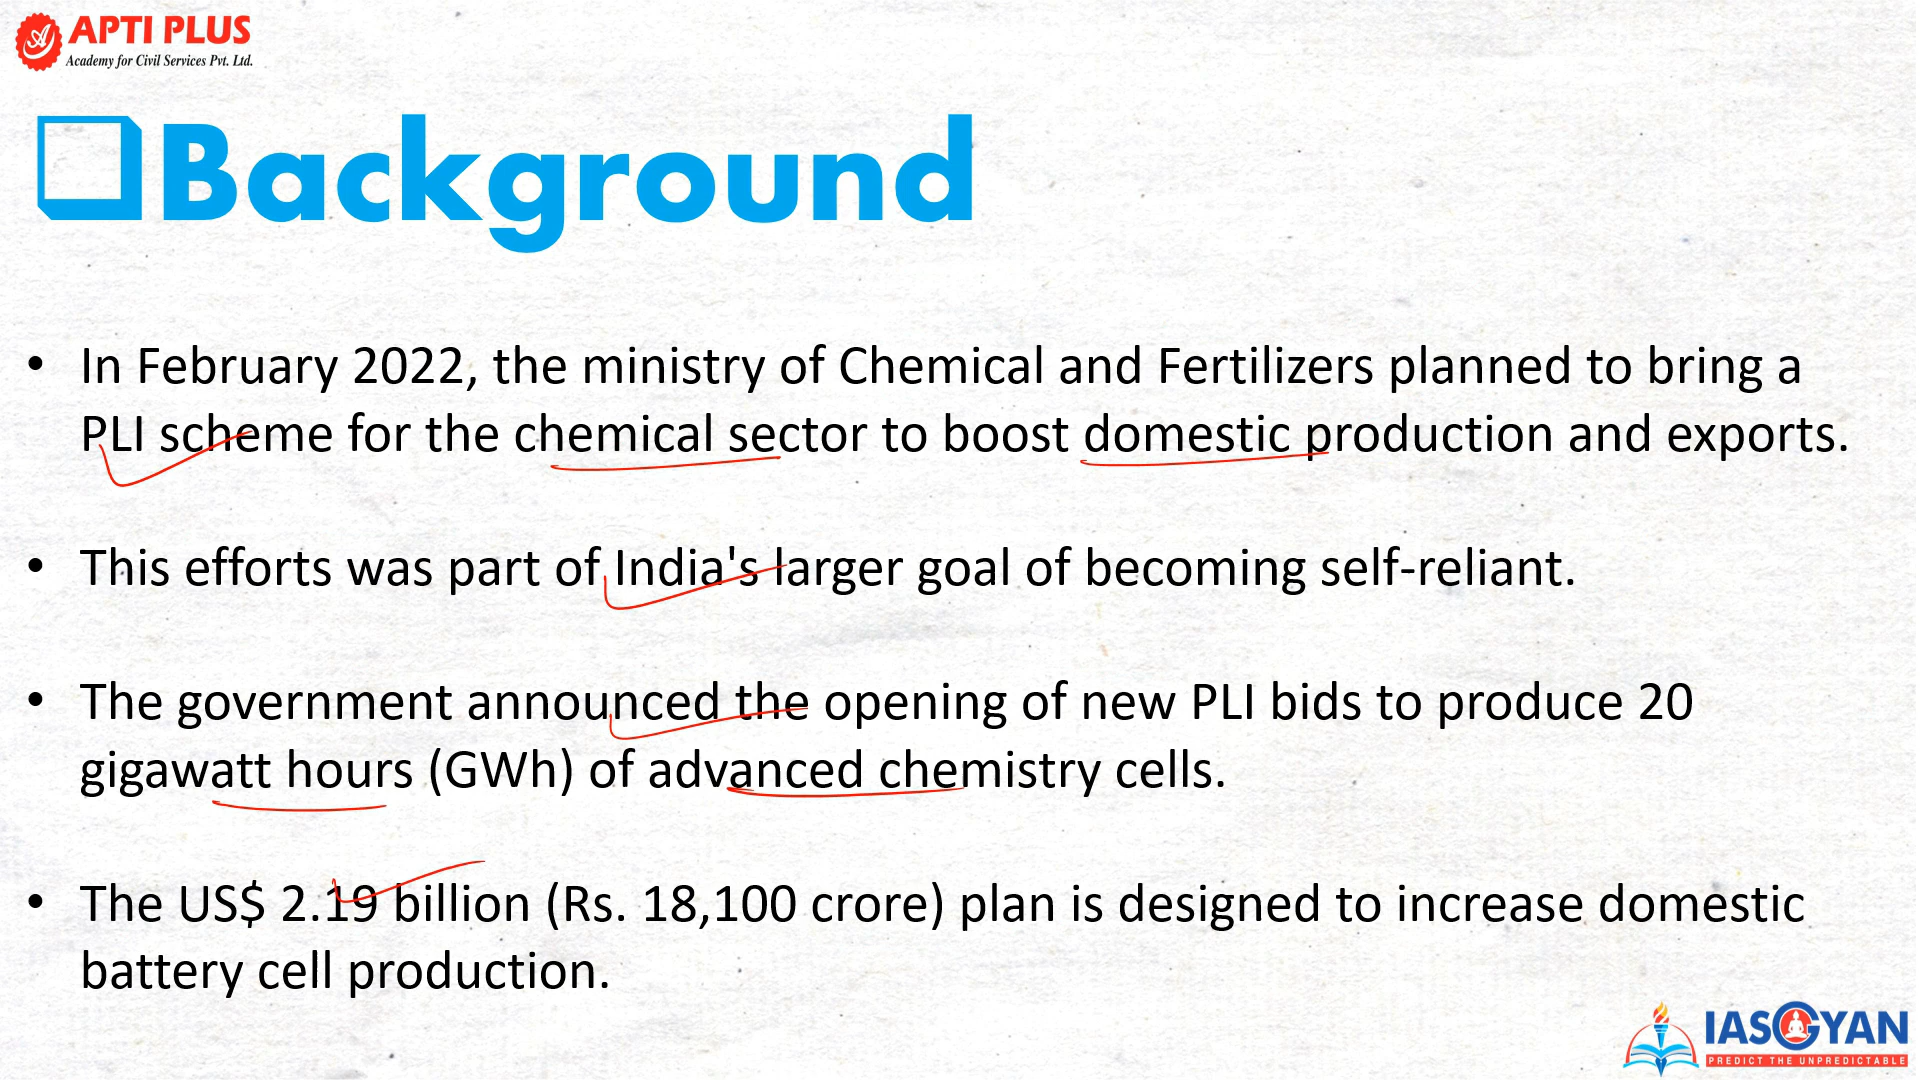 APTI PLUS
Academy for Civil Services Pvt. Ltd.
Background
• In February 2022, the ministry of Chemical and Fertilizers planned to bring a
PLI scheme for the chemical sector to boost domestic production and exports.
• This efforts was part of India's larger goal of becoming self-reliant.
• The government announced the opening of new PLI bids to produce 20
gigawatt hours (GWh) of advanced chemistry cells.
• The US$ 2.19 billion (Rs. 18,100 crore) plan is designed to increase domestic
battery cell production.
IASGYAN
PREDICT THE UNPREDICTABLE